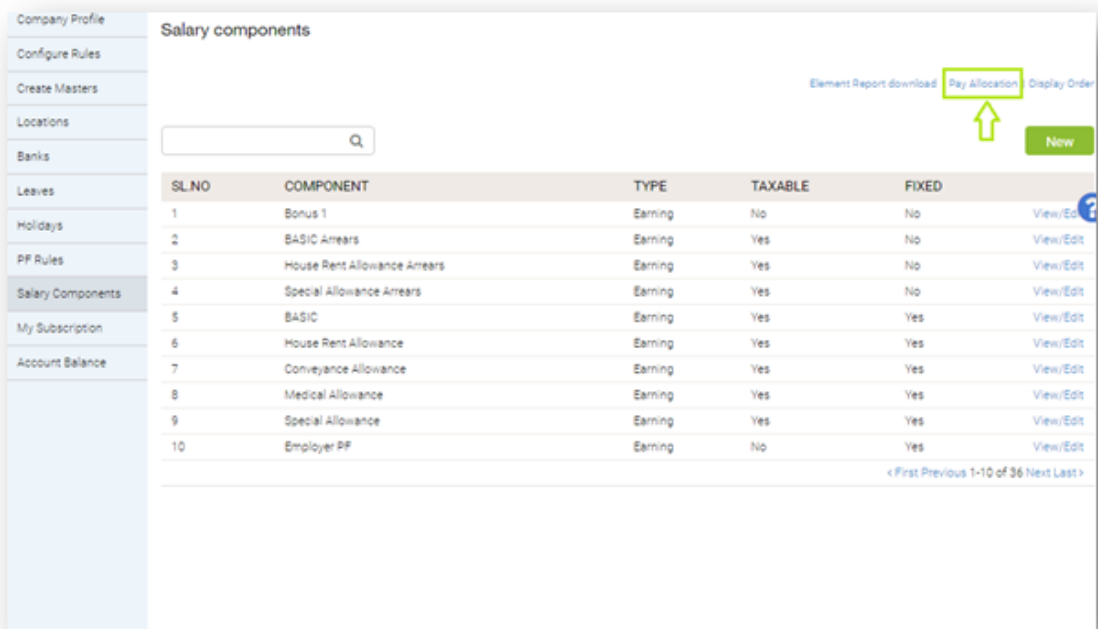 Company Profile
Configure Rules
Create Masters
Locations
Banks
Leaves
Holidays
PF Rules
Salary Components
My Subscription
Account Balance
Salary components
Element Report download Pay Allocation | Display Order
New
SL.NO COMPONENT TYPE TAXABLE FIXED
1 Bonus 1 Earning No No View/Edit
2 BASIC Arrears Earning Yes No View/Edit
3 House Rent Allowance Arrears Earning Yes No View/Edit
4 Special Allowance Arrears Earning Yes No View/Edit
5 BASIC Earning Yes Yes View/Edit
6 House Rent Allowance Earning Yes Yes View/Edit
7 Conveyance Allowance Earning Yes Yes View/Edit
8 Medical Allowance Earning Yes Yes View/Edit
9 Special Allowance Earning Yes Yes View/Edit
10 Employer PF Earning No Yes View/Edit
< First Previous 1-10 of 36 Next Last >